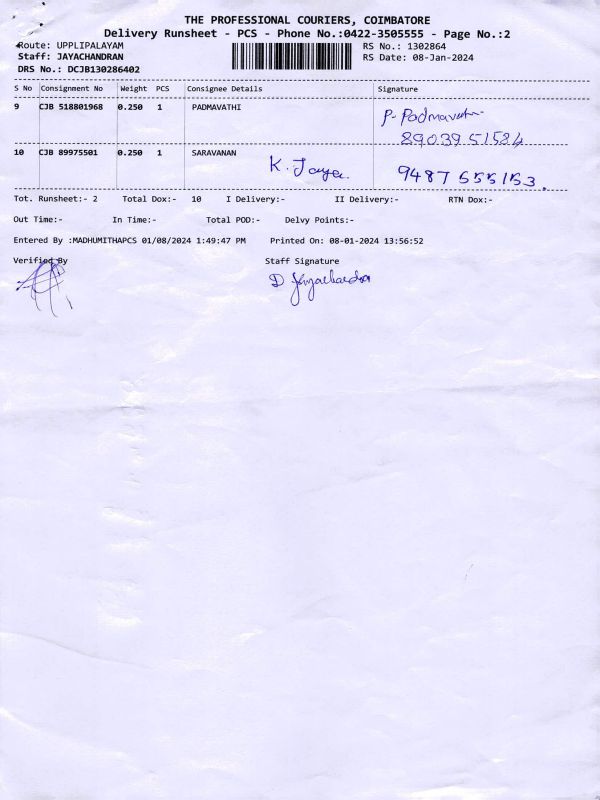 THE PROFESSIONAL COURIERS, COIMBATORE
Delivery Runsheet - PCS - Phone No.:0422-3505555 - Page No.:2
Route: UPPLIPALAYAM RS No.: 1302864
Staff: JAYACHANDRAN RS Date: 08-Jan-2024
DRS No.: DCJB130286402
S No Consignment No Weight PCS Consignee Details Signature
9 CJB 518801968 0.250 1 PADMAVATHI P. Padmavathi
89039 51584
10 CJB 89975501 0.250 1 SARAVANAN K. Jaya 9487 555153.
Tot. Runsheet:- 2 Total Dox:- 10 I Delivery:- II Delivery:- RTN Dox:-
Out Time:- In Time:- Total POD:- Delvy Points:-
Entered By :MADHUMITHAPCS 01/08/2024 1:49:47 PM Printed On: 08-01-2024 13:56:52
Verified By Staff Signature
D Jayachandran